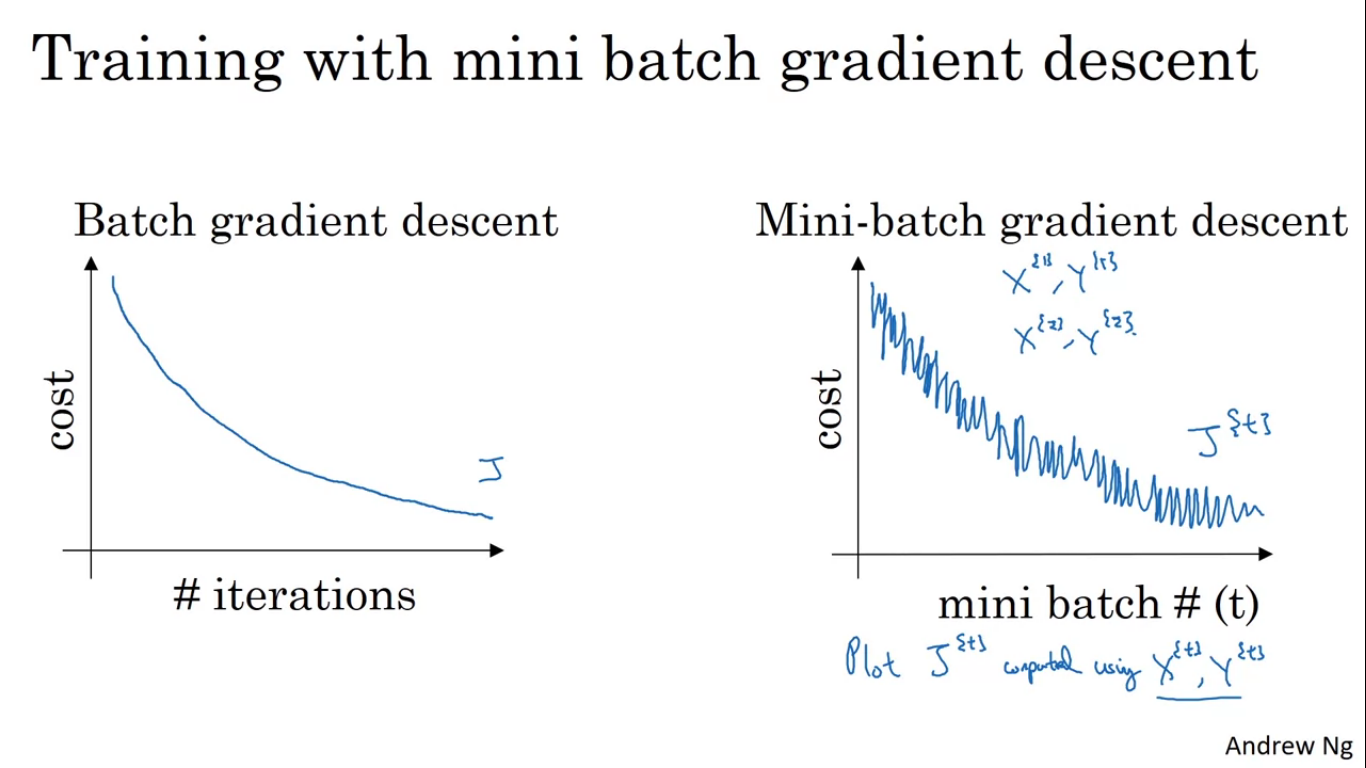 Training with mini batch gradient descent
Batch gradient descent
cost
J
# iterations
Mini-batch gradient descent
X^{1}, Y^{1}
X^{2}, Y^{2}.
cost
J^{t}
mini batch # (t)
Plot J^{t} computed using X^{t}, Y^{t}
Andrew Ng